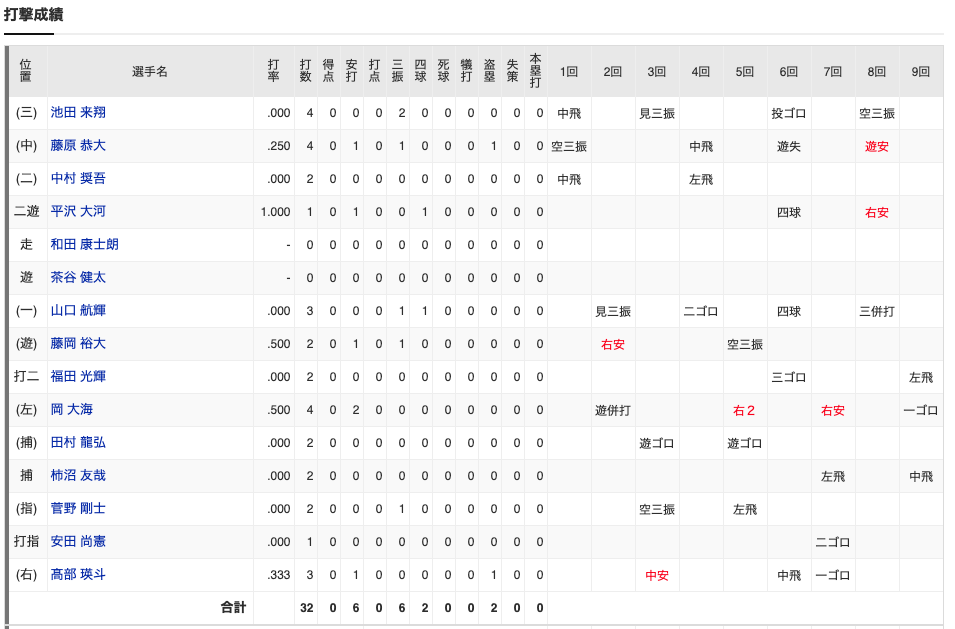 打撃成績
位置 選手名 打率 打数 得点 安打 打点 三振 四球 死球 犠打 盗塁 失策 本塁打 1回 2回 3回 4回 5回 6回 7回 8回 9回
(三) 池田 来翔 .000 4 0 0 0 2 0 0 0 0 0 0 中飛 見三振 投ゴロ 空三振
(中) 藤原 恭大 .250 4 0 1 0 1 0 0 0 1 0 0 空三振 中飛 遊失 遊安
(二) 中村 奨吾 .000 2 0 0 0 0 0 0 0 0 0 0 中飛 左飛
二遊 平沢 大河 1.000 1 0 1 0 0 1 0 0 0 0 0 四球 右安
走 和田 康士朗 - 0 0 0 0 0 0 0 0 0 0 0
遊 茶谷 健太 - 0 0 0 0 0 0 0 0 0 0 0
(一) 山口 航輝 .000 3 0 0 0 1 1 0 0 0 0 0 見三振 二ゴロ 四球 三併打
(遊) 藤岡 裕大 .500 2 0 1 0 1 0 0 0 0 0 0 右安 空三振
打二 福田 光輝 .000 2 0 0 0 0 0 0 0 0 0 0 三ゴロ 左飛
(左) 岡 大海 .500 4 0 2 0 0 0 0 0 0 0 0 遊併打 右２ 右安 一ゴロ
(捕) 田村 龍弘 .000 2 0 0 0 0 0 0 0 0 0 0 遊ゴロ 遊ゴロ
捕 柿沼 友哉 .000 2 0 0 0 0 0 0 0 0 0 0 左飛 中飛
(指) 菅野 剛士 .000 2 0 0 0 1 0 0 0 0 0 0 空三振 左飛
打指 安田 尚憲 .000 1 0 0 0 0 0 0 0 0 0 0 二ゴロ
(右) 髙部 瑛斗 .333 3 0 1 0 0 0 0 0 1 0 0 中安 中飛 一ゴロ
合計 32 0 6 0 6 2 0 0 2 0 0